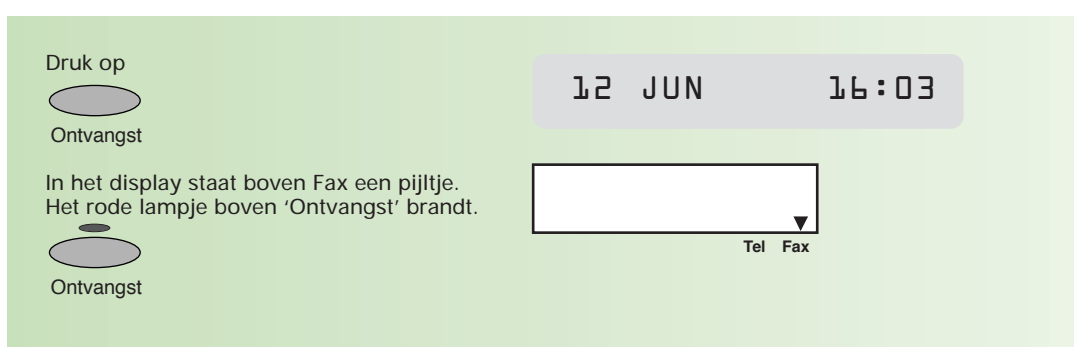 Druk op
Ontvangst
12 JUN 16:03
In het display staat boven Fax een pijltje.
Het rode lampje boven ‘Ontvangst’ brandt.
Ontvangst
Tel Fax